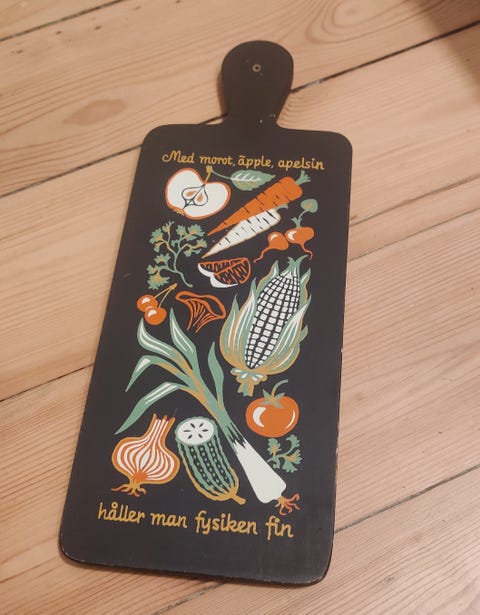 Med morot, äpple, apelsin
håller man fysiken fin